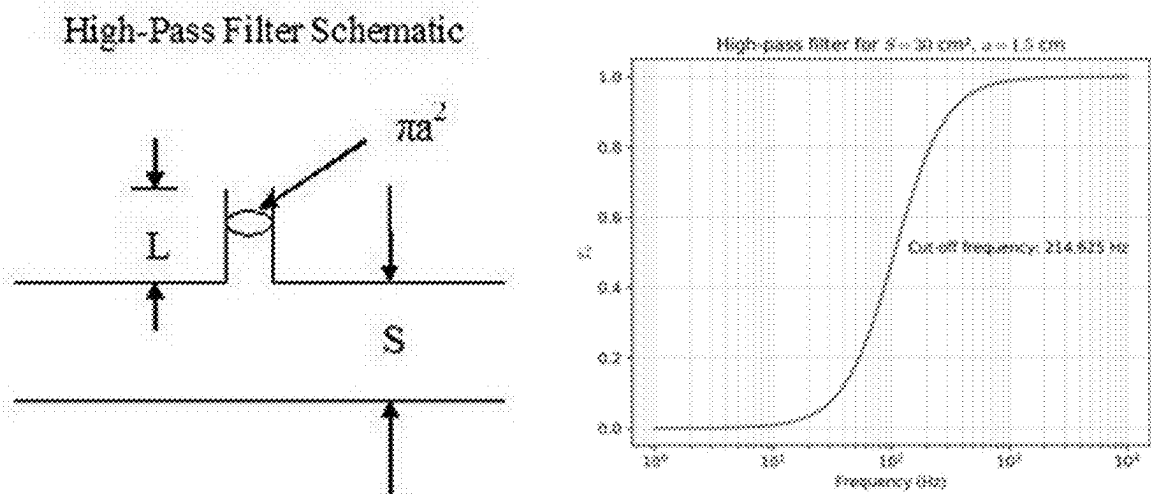 High-Pass Filter Schematic
πa²
L
S
High-pass filter for S = 30 cm², a = 1.5 cm
1.0
0.8
0.6
0.4
0.2
0.0
Cut-off frequency: 214.625 Hz
10⁰ 10¹ 10² 10³ 10⁴
Frequency (Hz)